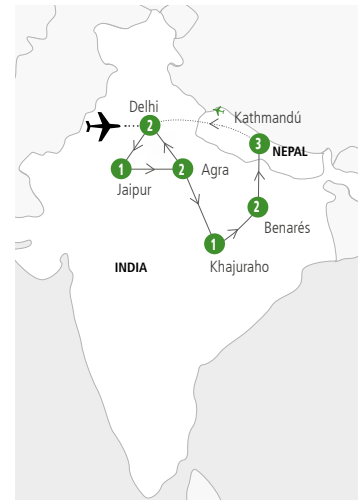 Delhi
2
Kathmandú
3
NEPAL
1
Jaipur
2
Agra
2
Benarés
1
Khajuraho
INDIA